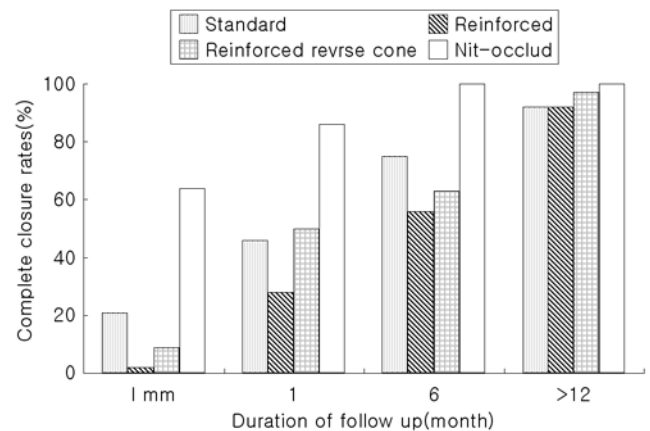 Standard Reinforced
Reinforced revrse cone Nit-occlud
Complete closure rates(%)
100
80
60
40
20
0
I mm 1 6 >12
Duration of follow up(month)